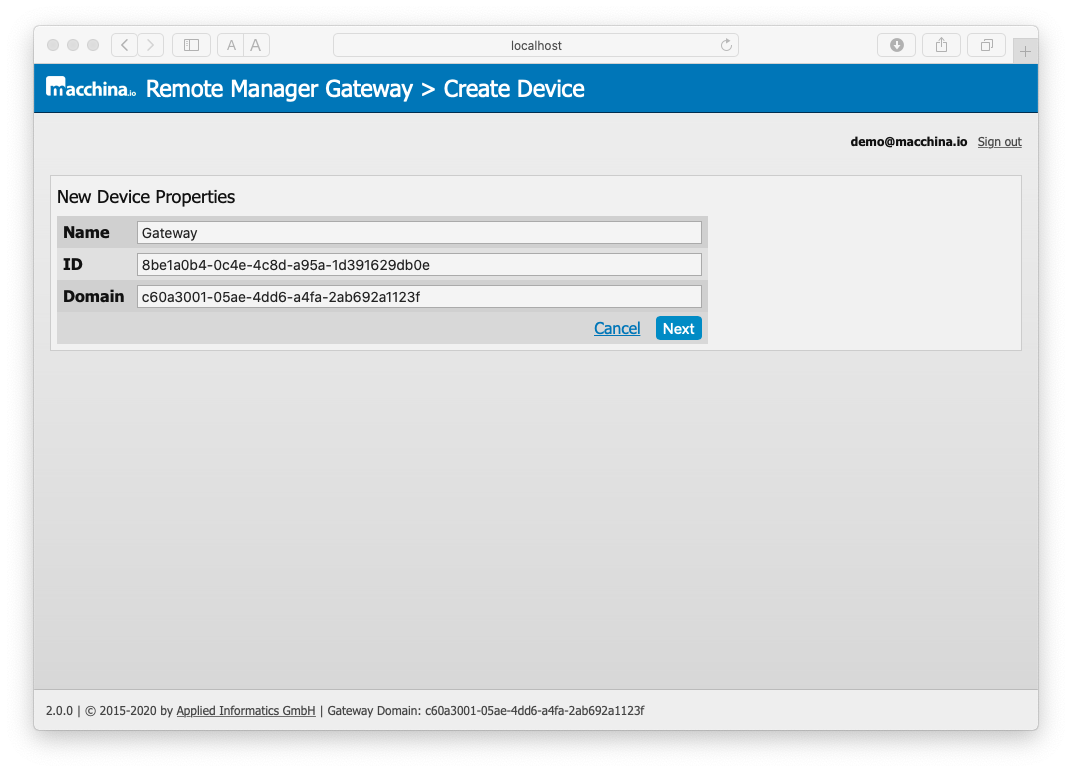 A A localhost
macchina.io Remote Manager Gateway > Create Device
demo@macchina.io Sign out
New Device Properties
Name Gateway
ID 8be1a0b4-0c4e-4c8d-a95a-1d391629db0e
Domain c60a3001-05ae-4dd6-a4fa-2ab692a1123f
Cancel Next
2.0.0 | © 2015-2020 by Applied Informatics GmbH | Gateway Domain: c60a3001-05ae-4dd6-a4fa-2ab692a1123f